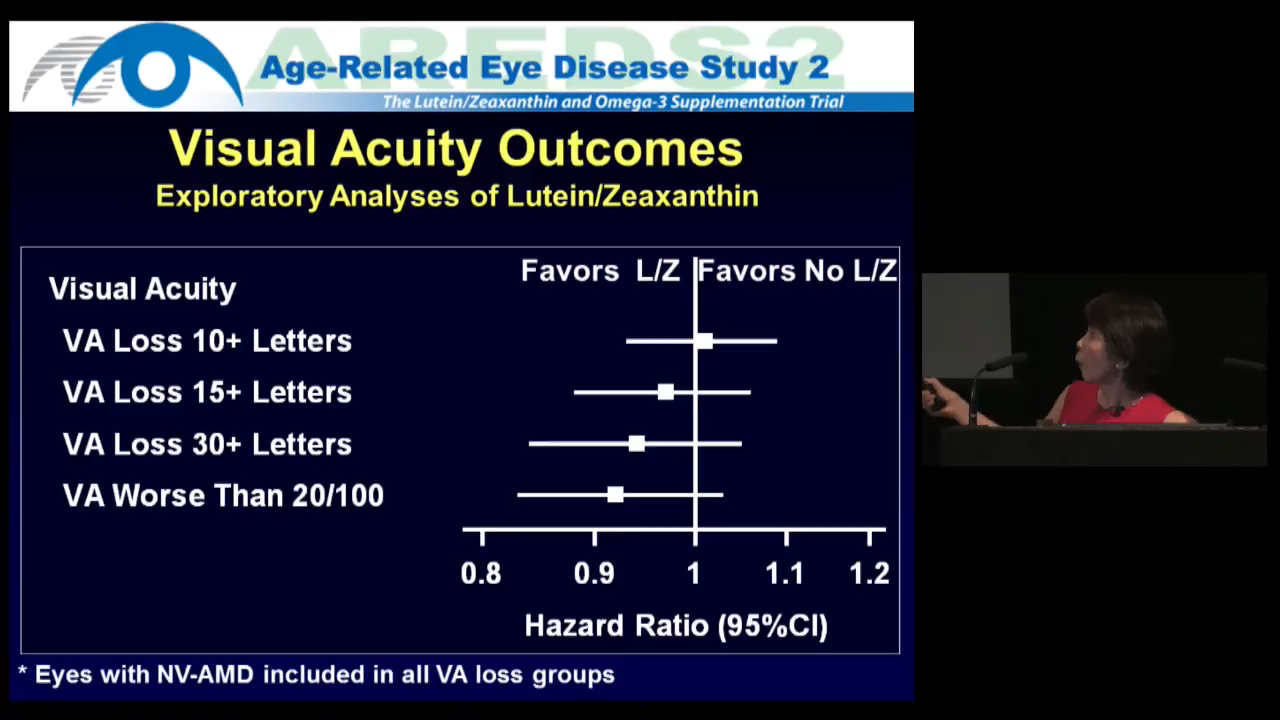 AREDS2
Age-Related Eye Disease Study 2
The Lutein/Zeaxanthin and Omega-3 Supplementation Trial
Visual Acuity Outcomes
Exploratory Analyses of Lutein/Zeaxanthin
Favors L/Z Favors No L/Z
Visual Acuity
VA Loss 10+ Letters
VA Loss 15+ Letters
VA Loss 30+ Letters
VA Worse Than 20/100
0.8 0.9 1 1.1 1.2
Hazard Ratio (95%CI)
* Eyes with NV-AMD included in all VA loss groups